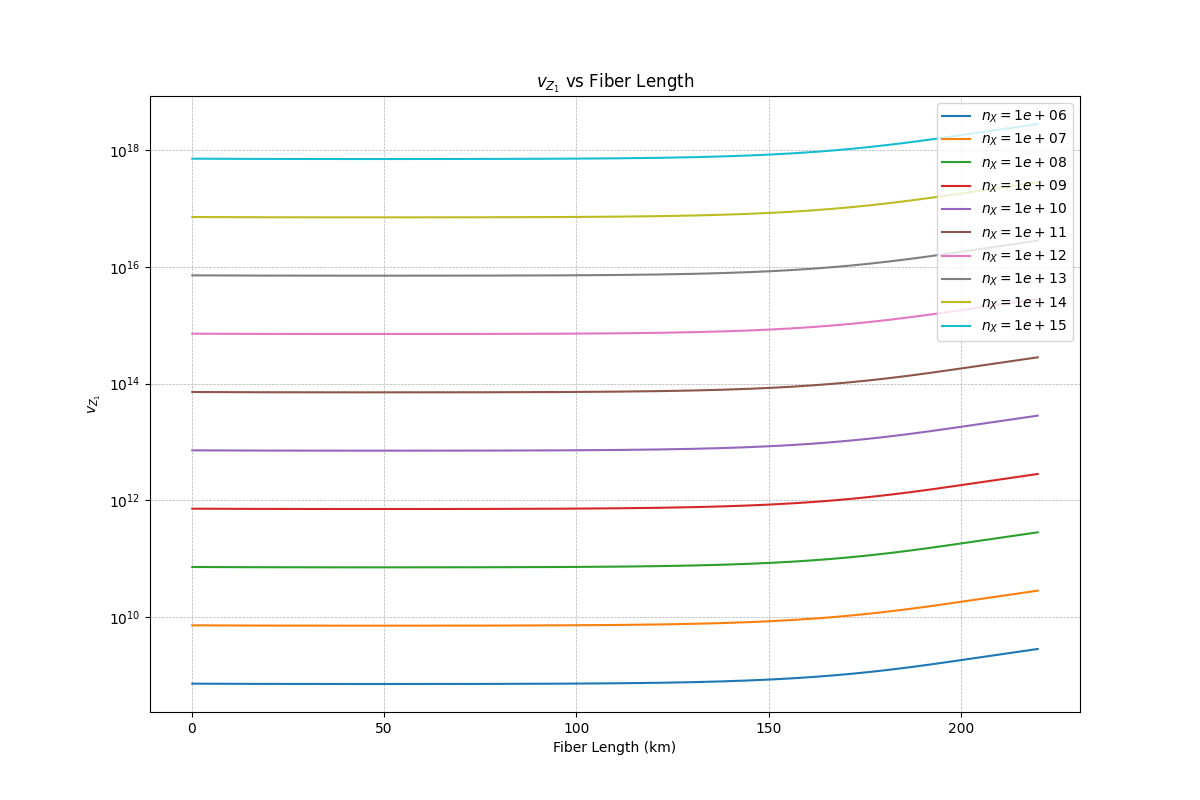 v_{Z_1} vs Fiber Length
10^{18}
10^{16}
10^{14}
10^{12}
10^{10}
v_{Z_1}
n_X = 1e + 06
n_X = 1e + 07
n_X = 1e + 08
n_X = 1e + 09
n_X = 1e + 10
n_X = 1e + 11
n_X = 1e + 12
n_X = 1e + 13
n_X = 1e + 14
n_X = 1e + 15
0 50 100 150 200
Fiber Length (km)